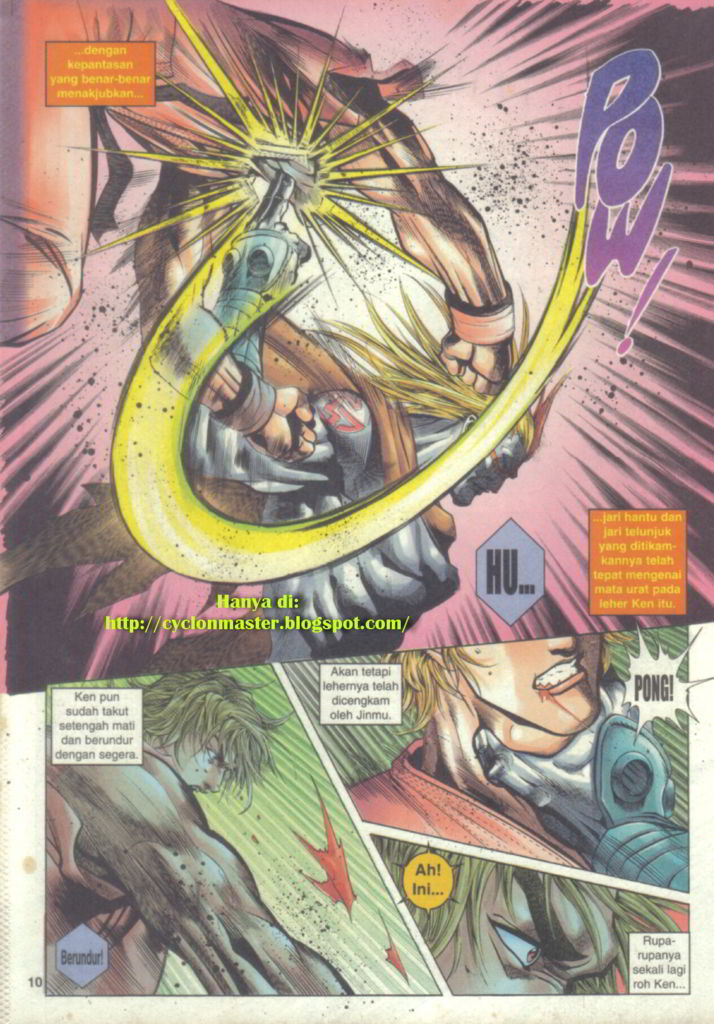 ...dengan
kepantasan
yang benar-benar
menakjubkan...
POW!
...jari hantu dan
jari telunjuk
yang ditikam-
kannya telah
tepat mengenai
mata urat pada
leher Ken itu.
HU...
Hanya di:
http://cyclonmaster.blogspot.com/
Ken pun
sudah takut
setengah mati
dan berundur
dengan segera.
Berundur!
Akan tetapi
lehernya telah
dicengkam
oleh Jinmu.
PONG!
Ah!
Ini...
Rupa-
rupanya
sekali lagi
roh Ken...
10